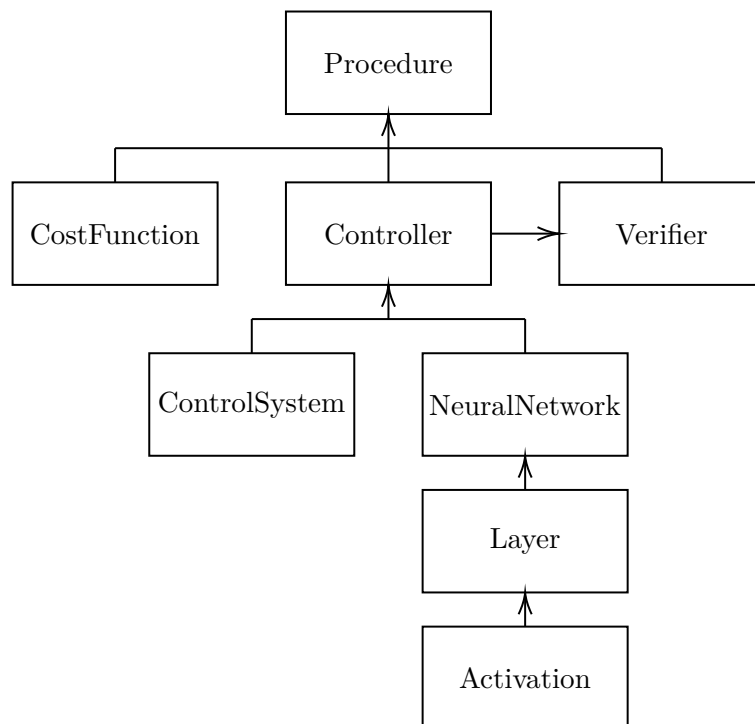 Procedure
CostFunction
Controller
Verifier
ControlSystem
NeuralNetwork
Layer
Activation